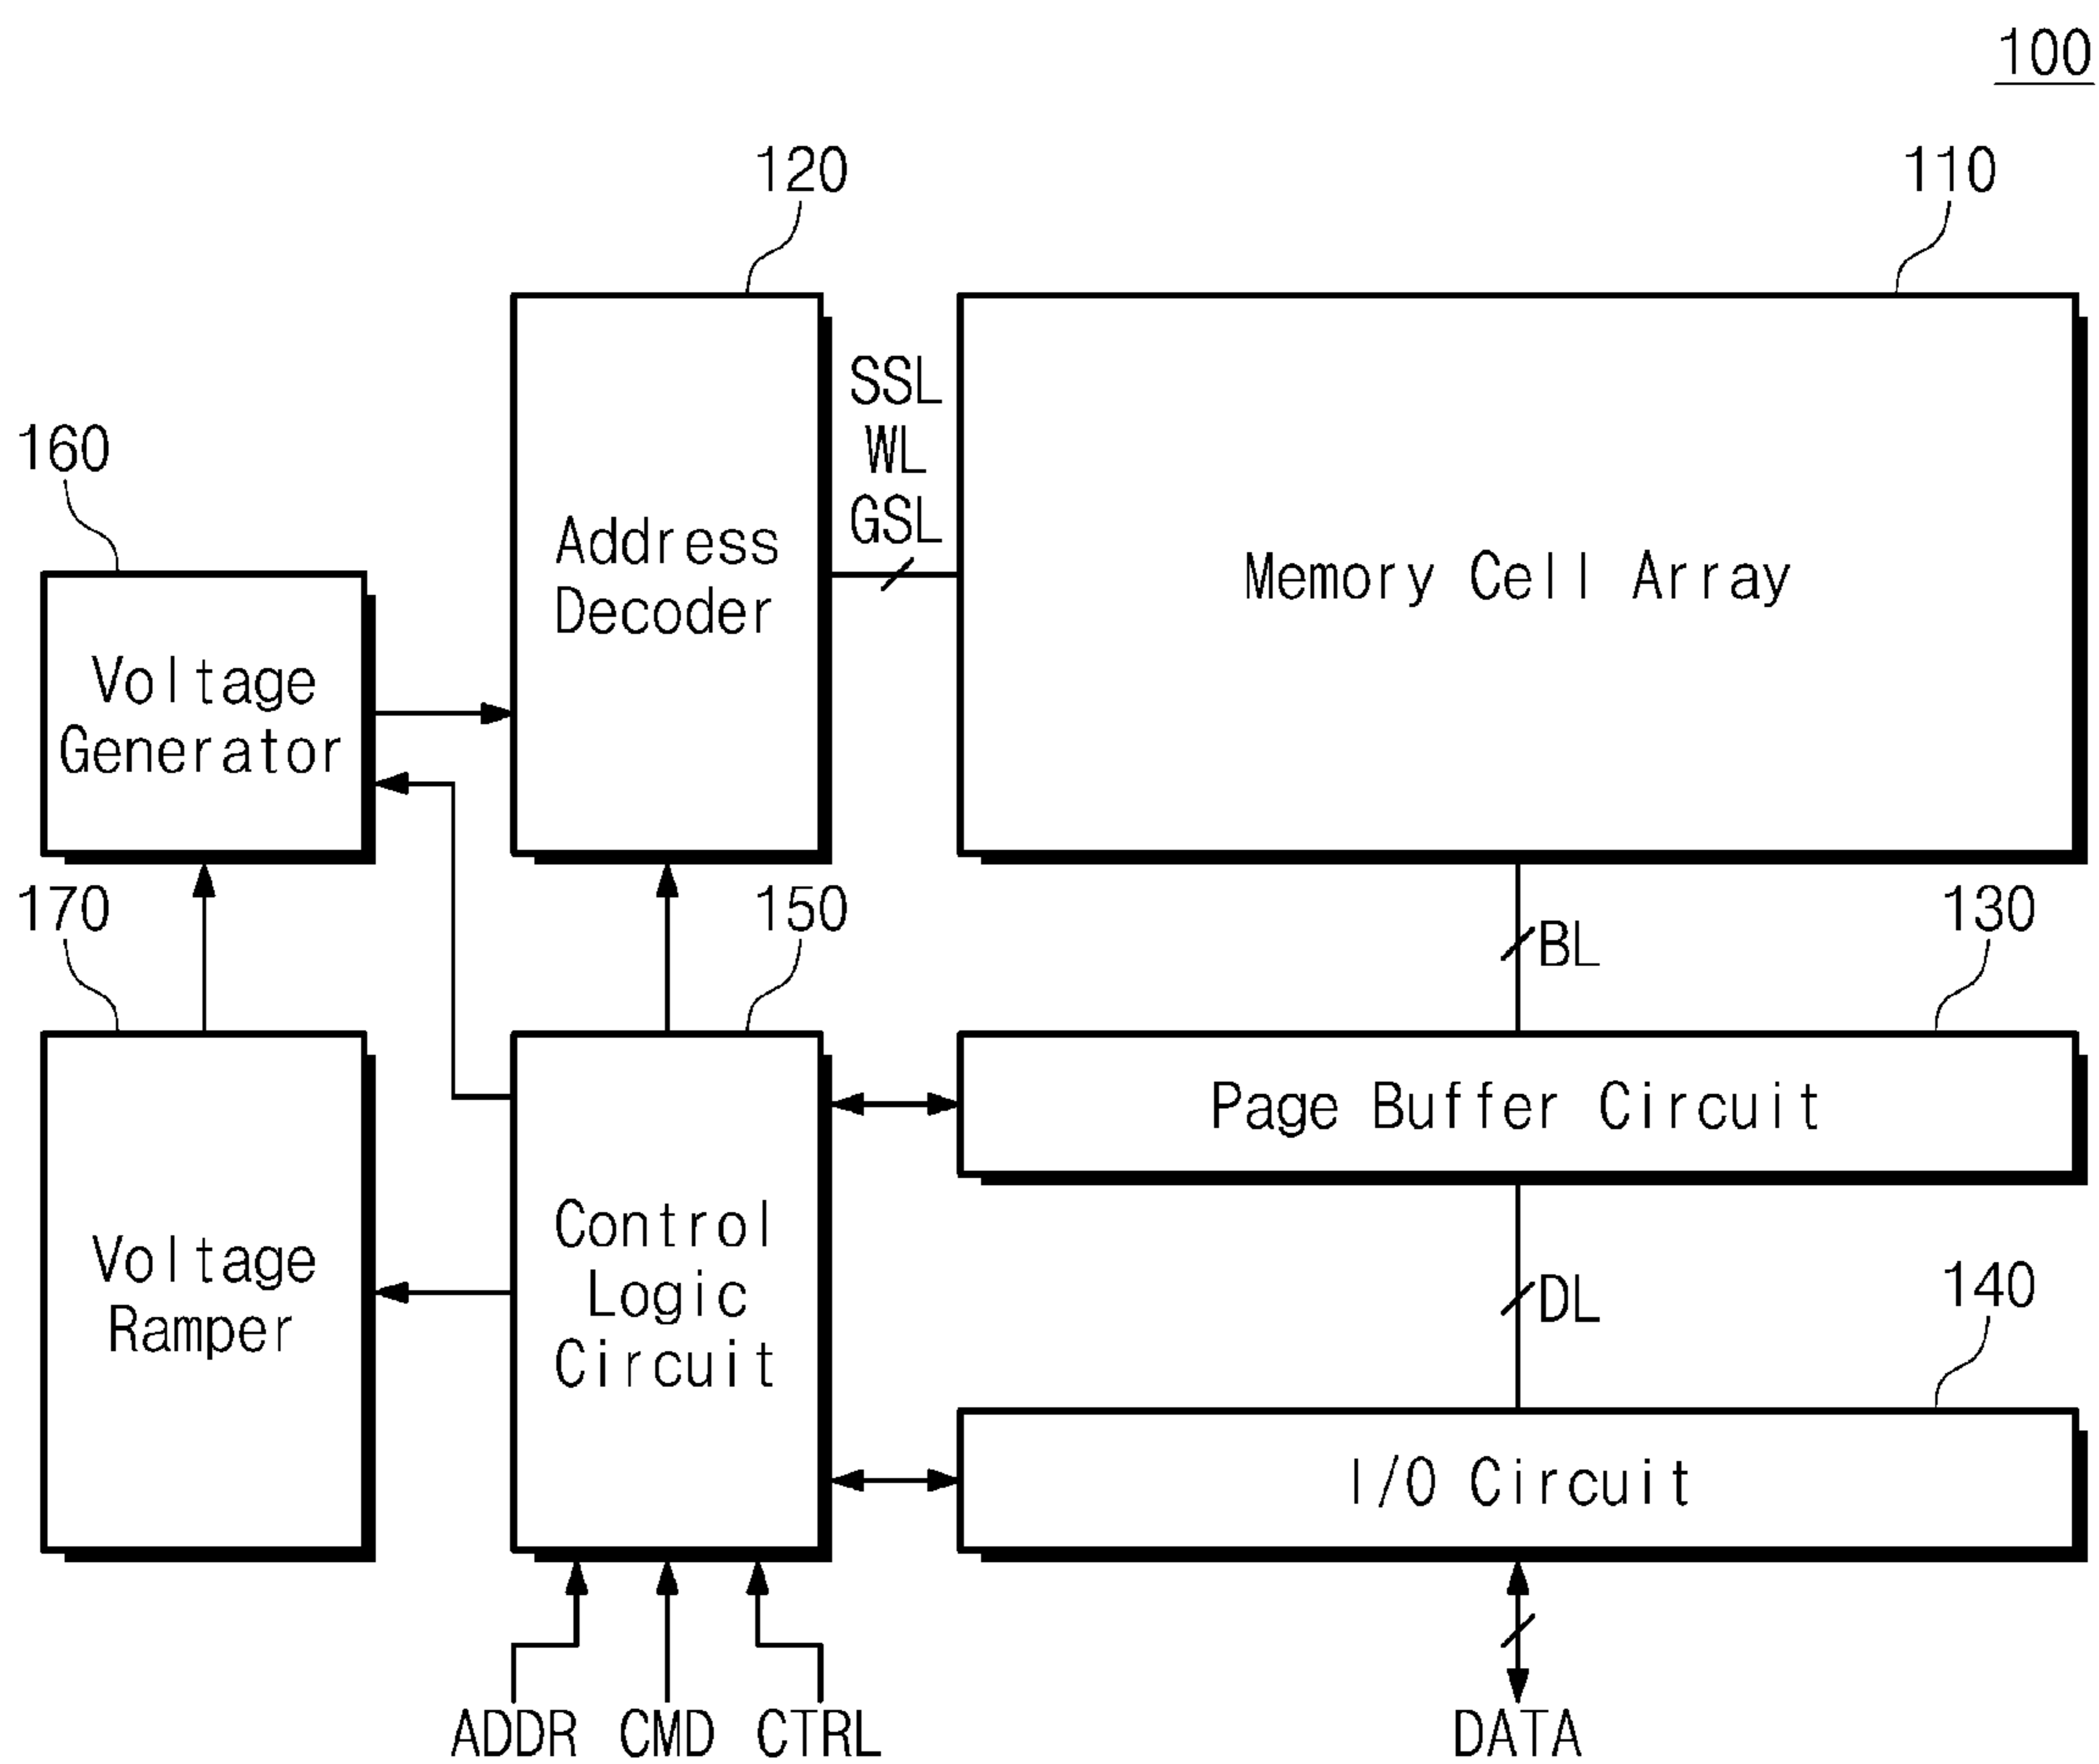 100
120
110
SSL
WL
GSL
160
Address
Decoder
Memory Cell Array
Voltage
Generator
170
150
130
BL
Page Buffer Circuit
Control
Logic
Circuit
Voltage
Ramper
DL
140
I/O Circuit
ADDR CMD CTRL
DATA